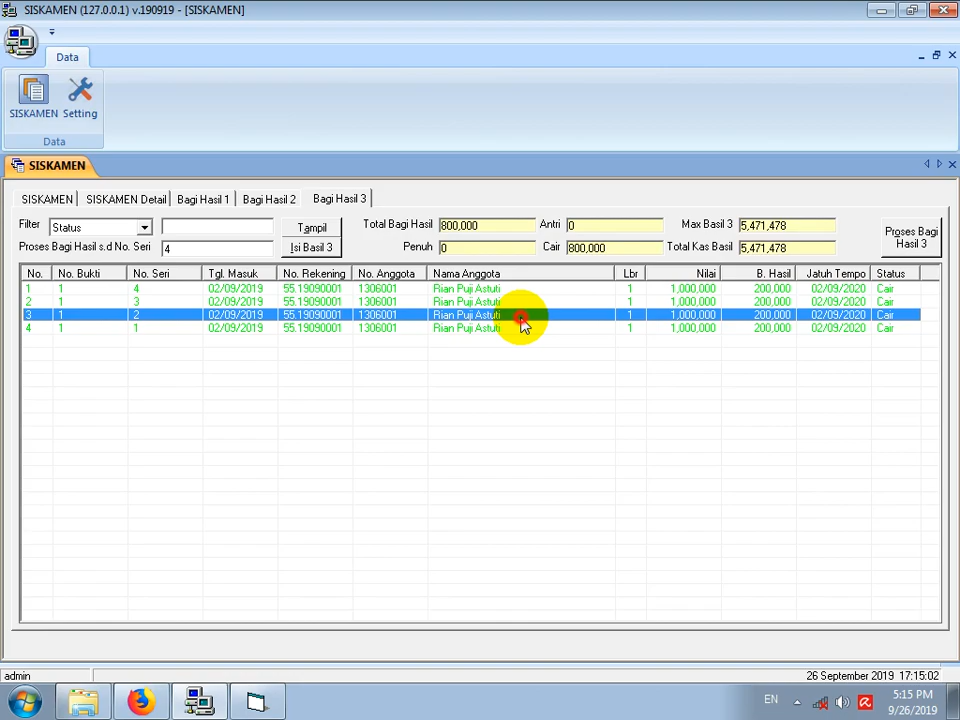 SISKAMEN (127.0.0.1) v.190919 - [SISKAMEN]
Data
SISKAMEN Setting
Data
SISKAMEN
SISKAMEN SISKAMEN Detail Bagi Hasil 1 Bagi Hasil 2 Bagi Hasil 3
Filter Status Tampil Total Bagi Hasil 800,000 Antri 0 Max Basil 3 5,471,478 Proses Bagi Hasil 3
Proses Bagi Hasil s.d No. Seri 4 Isi Basil 3 Penuh 0 Cair 800,000 Total Kas Basil 5,471,478
No. No. Bukti No. Seri Tgl. Masuk No. Rekening No. Anggota Nama Anggota Lbr Nilai B. Hasil Jatuh Tempo Status
1 1 4 02/09/2019 55.19090001 1306001 Rian Puji Astuti 1 1,000,000 200,000 02/09/2020 Cair
2 1 3 02/09/2019 55.19090001 1306001 Rian Puji Astuti 1 1,000,000 200,000 02/09/2020 Cair
3 1 2 02/09/2019 55.19090001 1306001 Rian Puji Astuti 1 1,000,000 200,000 02/09/2020 Cair
4 1 1 02/09/2019 55.19090001 1306001 Rian Puji Astuti 1 1,000,000 200,000 02/09/2020 Cair
admin 26 September 2019 17:15:02
EN 5:15 PM
9/26/2019